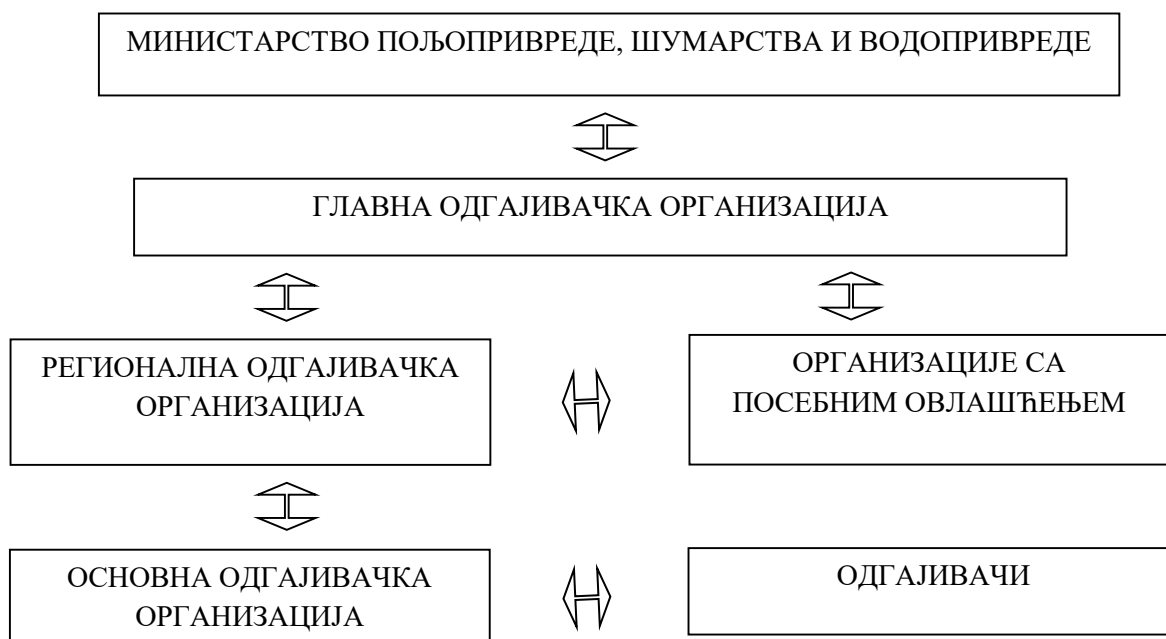 МИНИСТАРСТВО ПОЉОПРИВРЕДЕ, ШУМАРСТВА И ВОДОПРИВРЕДЕ
ГЛАВНА ОДГАЈИВАЧКА ОРГАНИЗАЦИЈА
РЕГИОНАЛНА ОДГАЈИВАЧКА
ОРГАНИЗАЦИЈА
ОРГАНИЗАЦИЈЕ СА
ПОСЕБНИМ ОВЛАШЋЕЊЕМ
ОСНОВНА ОДГАЈИВАЧКА
ОРГАНИЗАЦИЈА
ОДГАЈИВАЧИ